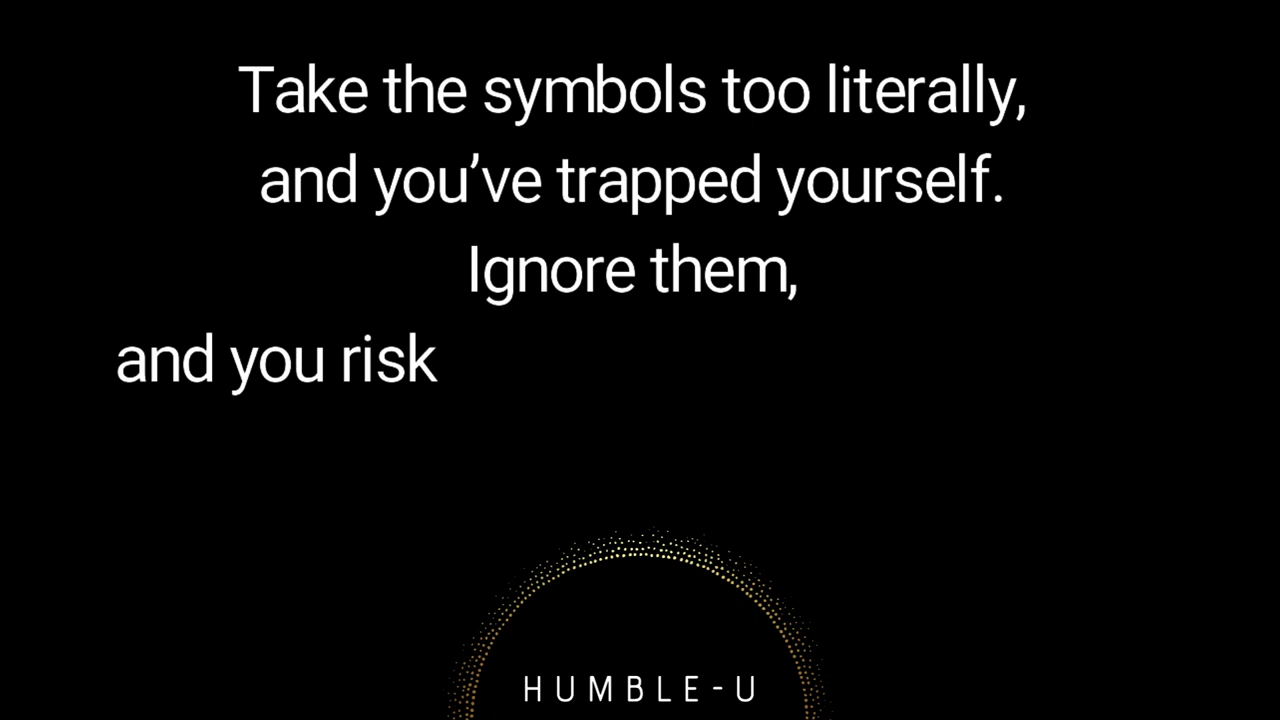 Take the symbols too literally,
and you’ve trapped yourself.
Ignore them,
and you risk
HUMBLE-U